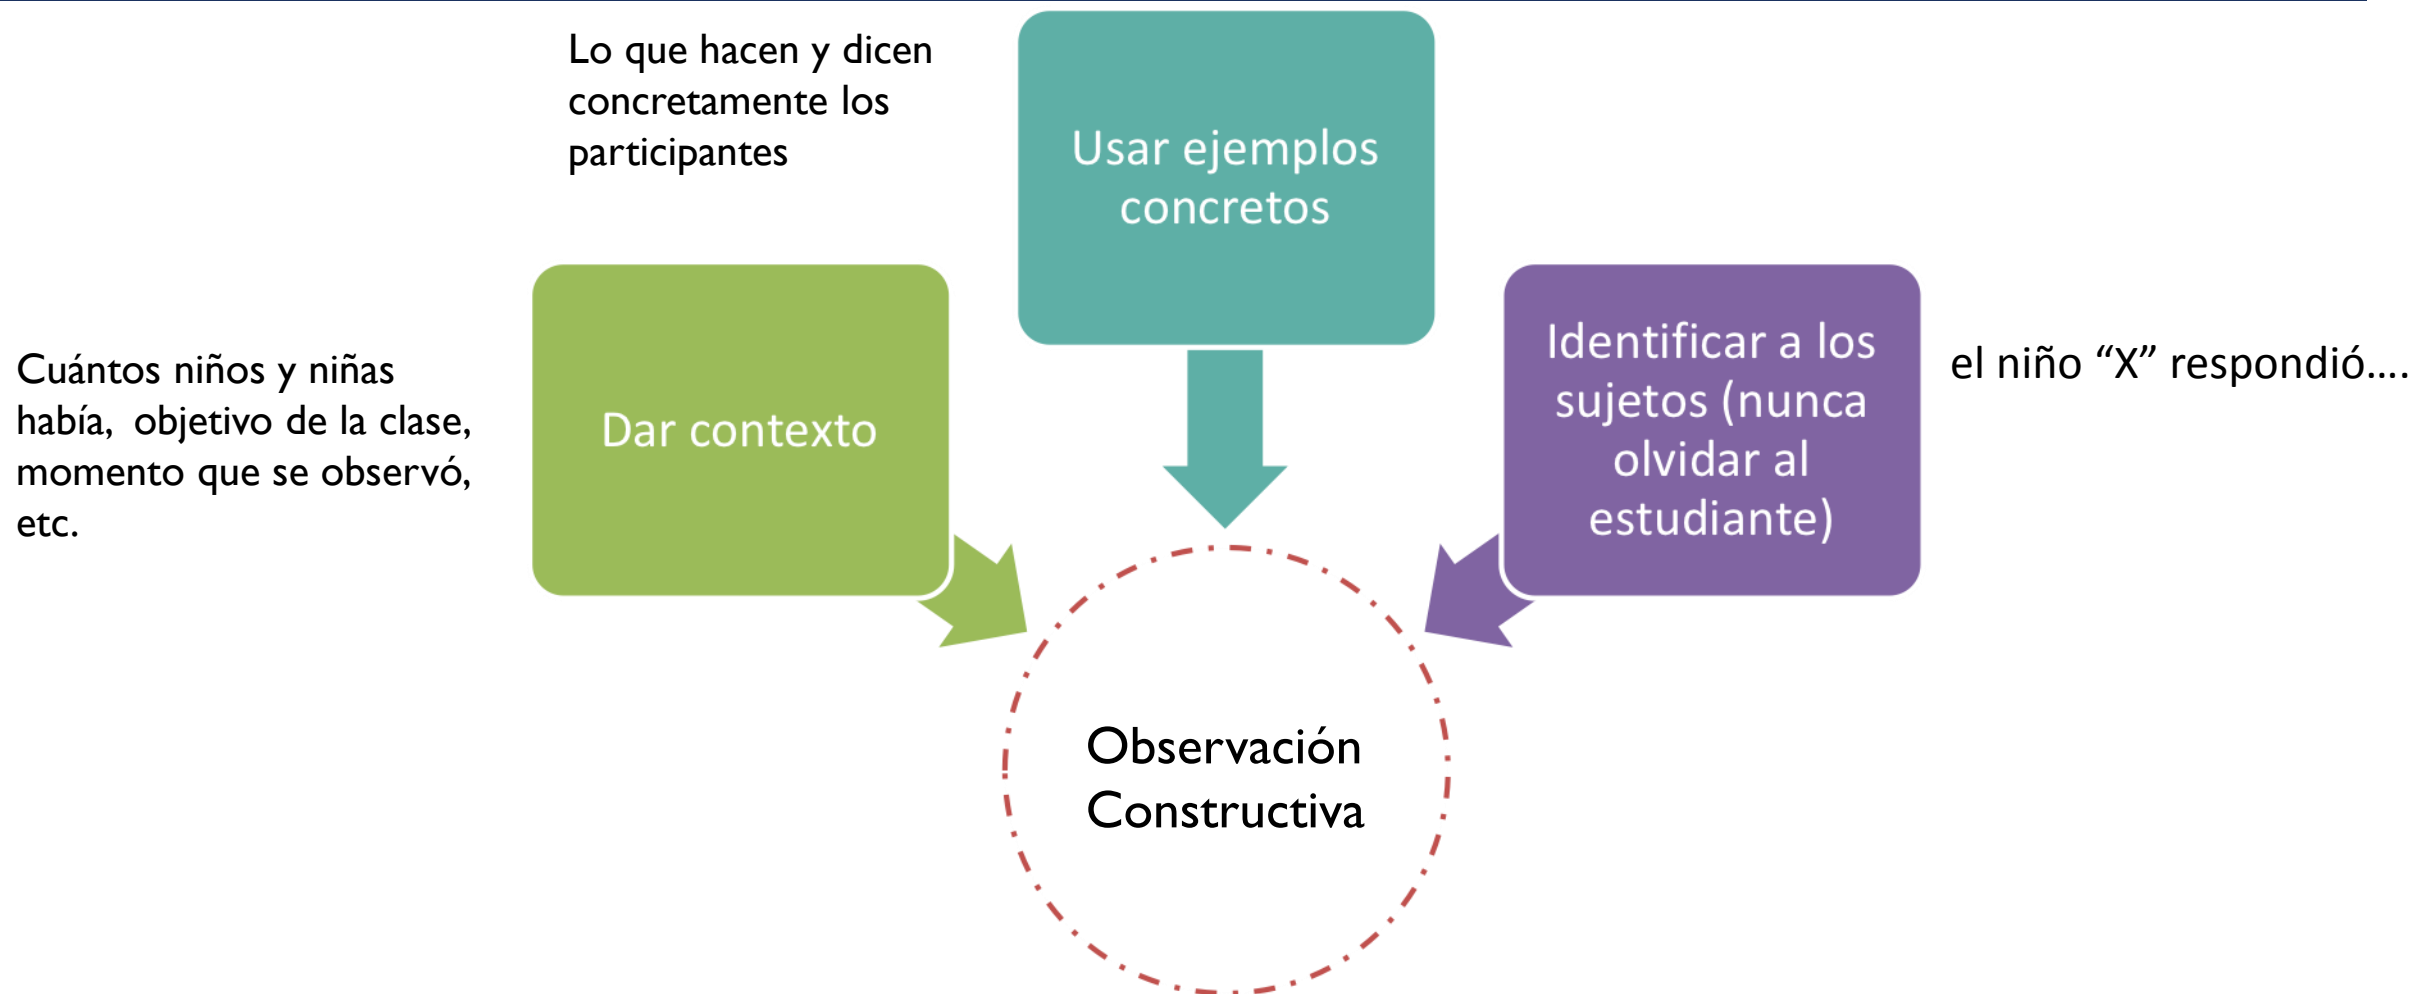 Lo que hacen y dicen
concretamente los
participantes
Usar ejemplos
concretos
Cuántos niños y niñas
había, objetivo de la clase,
momento que se observó,
etc.
Dar contexto
Identificar a los
sujetos (nunca
olvidar al
estudiante)
el niño “X” respondió....
Observación
Constructiva